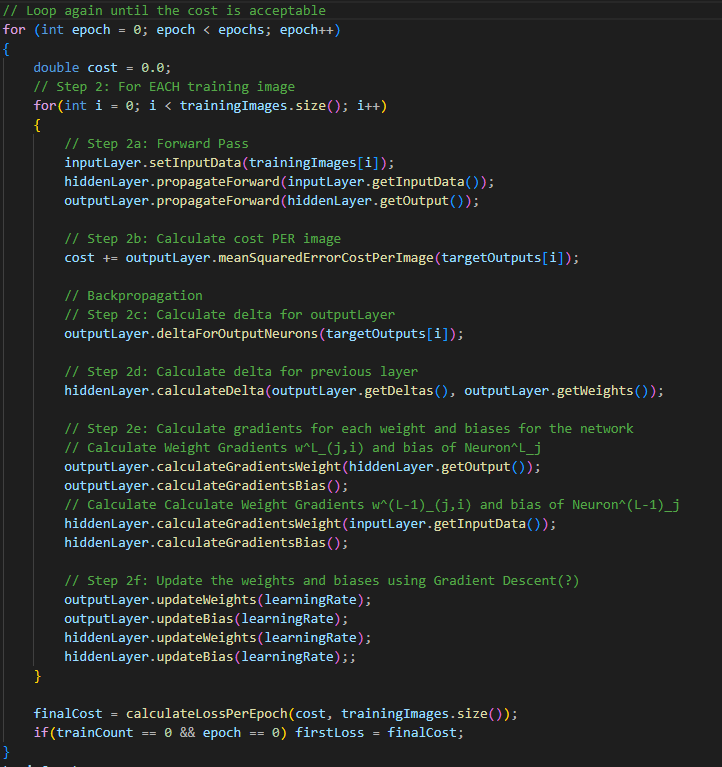 // Loop again until the cost is acceptable
for (int epoch = 0; epoch < epochs; epoch++)
{
    double cost = 0.0;
    // Step 2: For EACH training image
    for(int i = 0; i < trainingImages.size(); i++)
    {
        // Step 2a: Forward Pass
        inputLayer.setInputData(trainingImages[i]);
        hiddenLayer.propagateForward(inputLayer.getInputData());
        outputLayer.propagateForward(hiddenLayer.getOutput());

        // Step 2b: Calculate cost PER image
        cost += outputLayer.meanSquaredErrorCostPerImage(targetOutputs[i]);

        // Backpropagation
        // Step 2c: Calculate delta for outputLayer
        outputLayer.deltaForOutputNeurons(targetOutputs[i]);

        // Step 2d: Calculate delta for previous layer
        hiddenLayer.calculateDelta(outputLayer.getDeltas(), outputLayer.getWeights());

        // Step 2e: Calculate gradients for each weight and biases for the network
        // Calculate Weight Gradients w^L_(j,i) and bias of Neuron^L_j
        outputLayer.calculateGradientsWeight(hiddenLayer.getOutput());
        outputLayer.calculateGradientsBias();
        // Calculate Calculate Weight Gradients w^(L-1)_(j,i) and bias of Neuron^(L-1)_j
        hiddenLayer.calculateGradientsWeight(inputLayer.getInputData());
        hiddenLayer.calculateGradientsBias();

        // Step 2f: Update the weights and biases using Gradient Descent(?)
        outputLayer.updateWeights(learningRate);
        outputLayer.updateBias(learningRate);
        hiddenLayer.updateWeights(learningRate);
        hiddenLayer.updateBias(learningRate);;
    }

    finalCost = calculateLossPerEpoch(cost, trainingImages.size());
    if(trainCount == 0 && epoch == 0) firstLoss = finalCost;
}